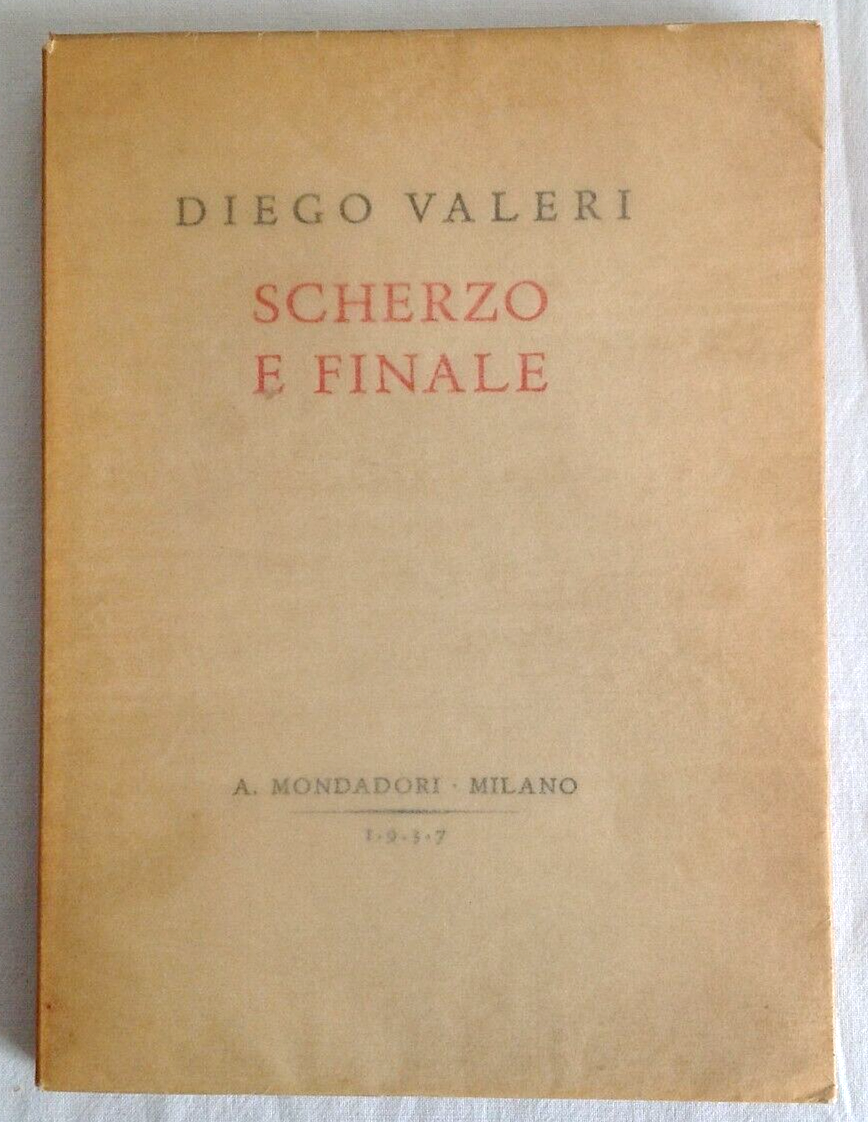 DIEGO VALERI
SCHERZO
E FINALE
A. MONDADORI · MILANO
1·9·3·7